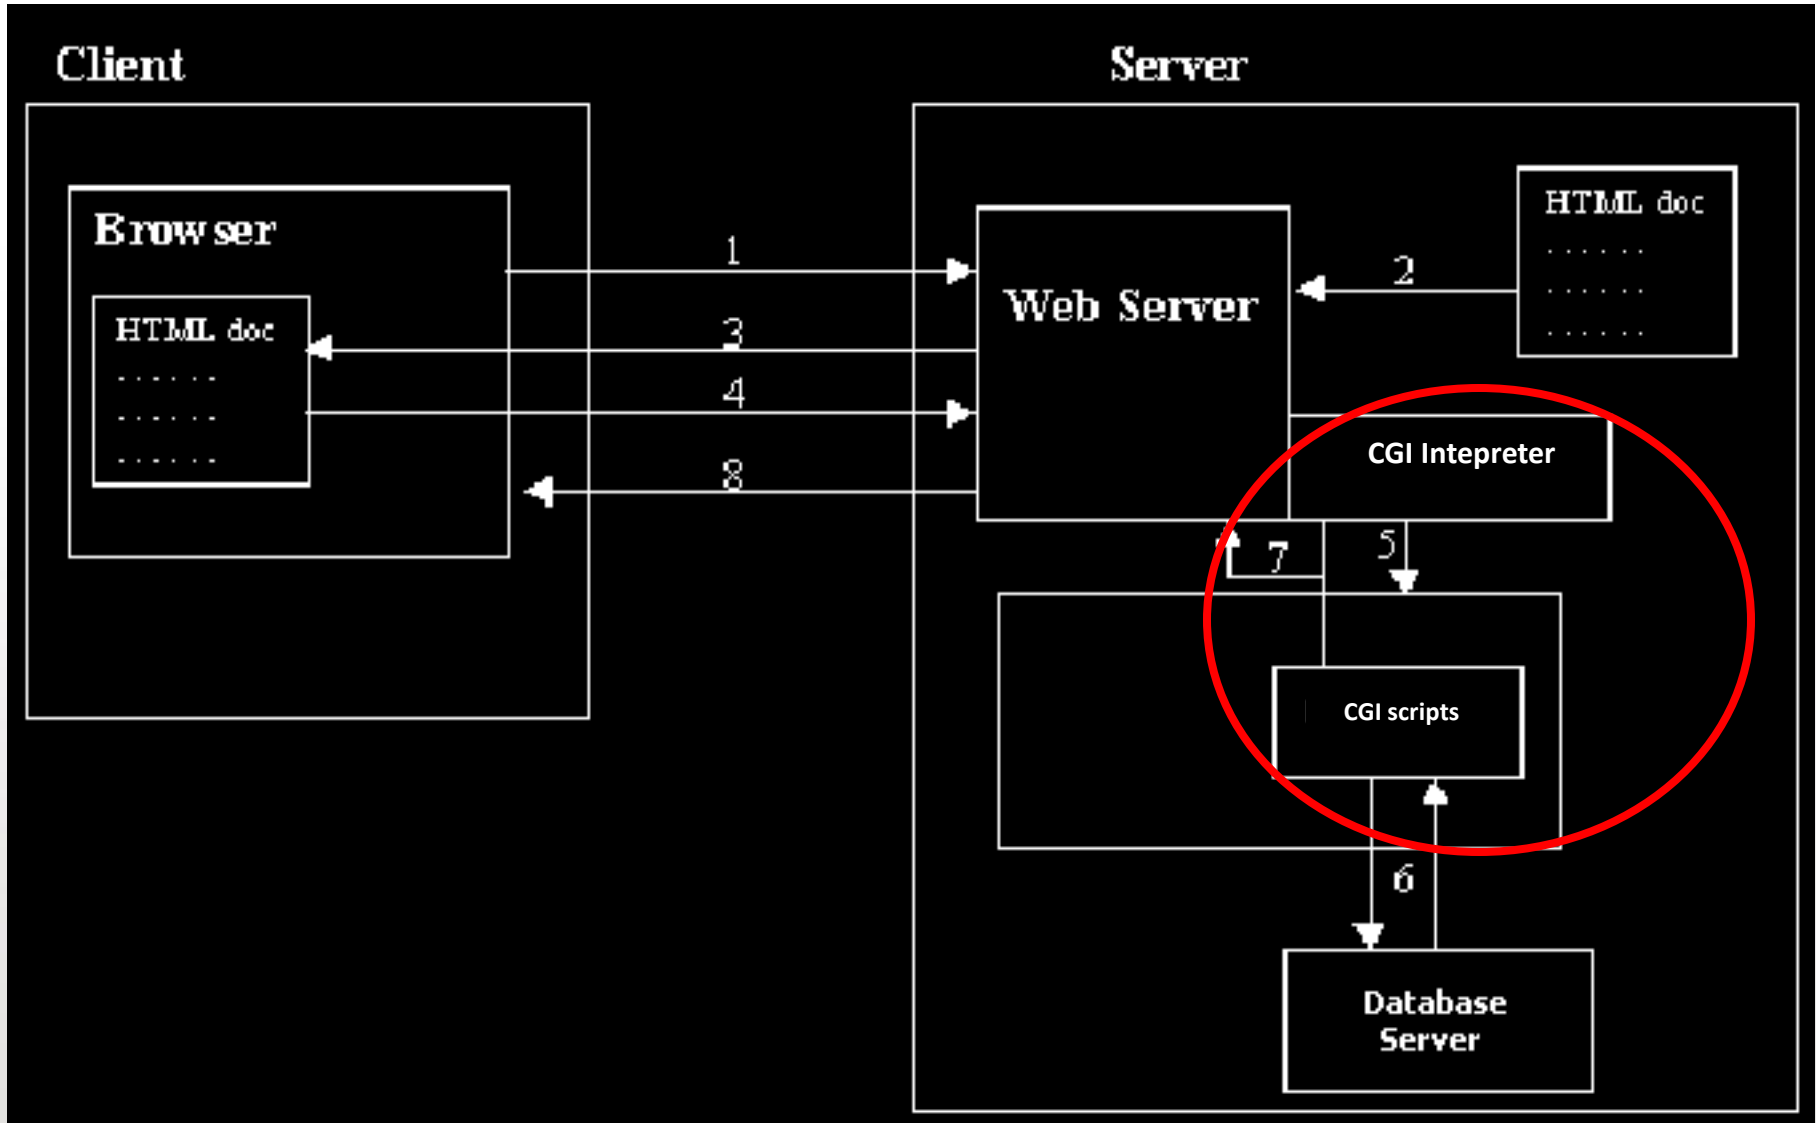 Client
Server
Browser
HTML doc
. . . . . .
. . . . . .
. . . . . .
1
3
4
8
Web Server
2
HTML doc
. . . . . .
. . . . . .
. . . . . .
CGI Intepreter
7
5
CGI scripts
6
Database
Server